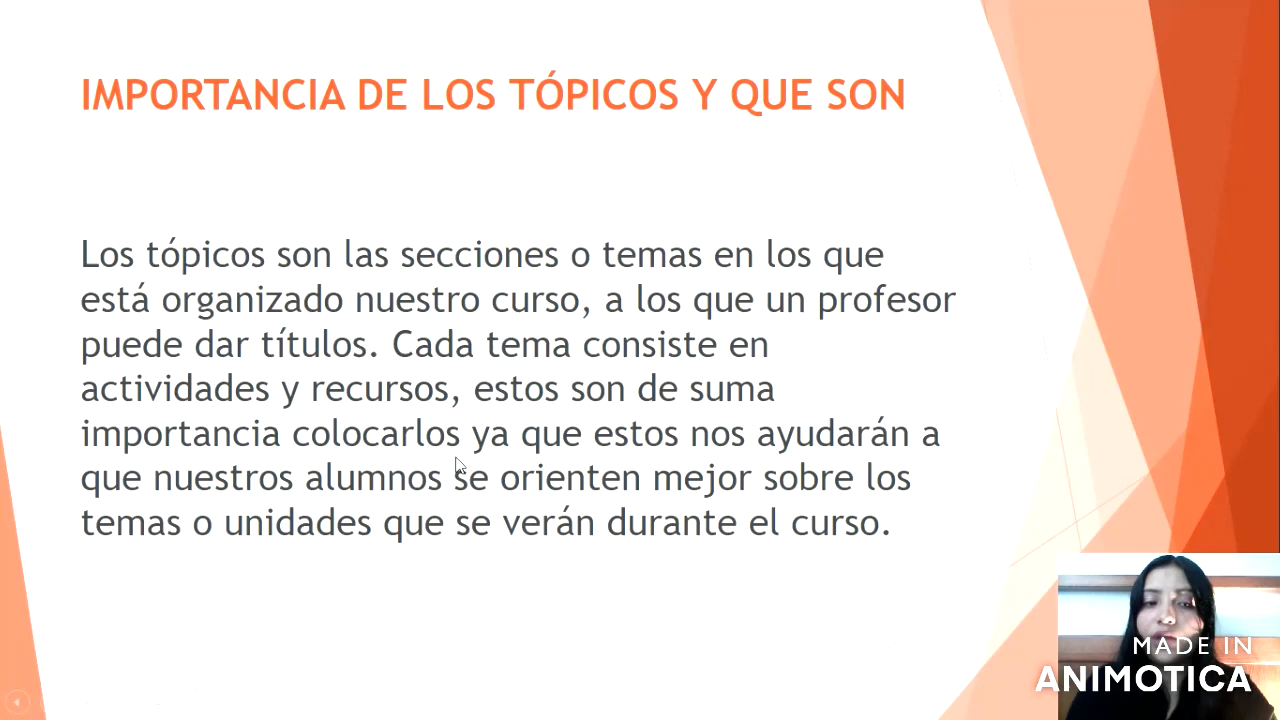 IMPORTANCIA DE LOS TÓPICOS Y QUE SON
Los tópicos son las secciones o temas en los que
está organizado nuestro curso, a los que un profesor
puede dar títulos. Cada tema consiste en
actividades y recursos, estos son de suma
importancia colocarlos ya que estos nos ayudarán a
que nuestros alumnos se orienten mejor sobre los
temas o unidades que se verán durante el curso.
MADE IN
ANIMOTICA